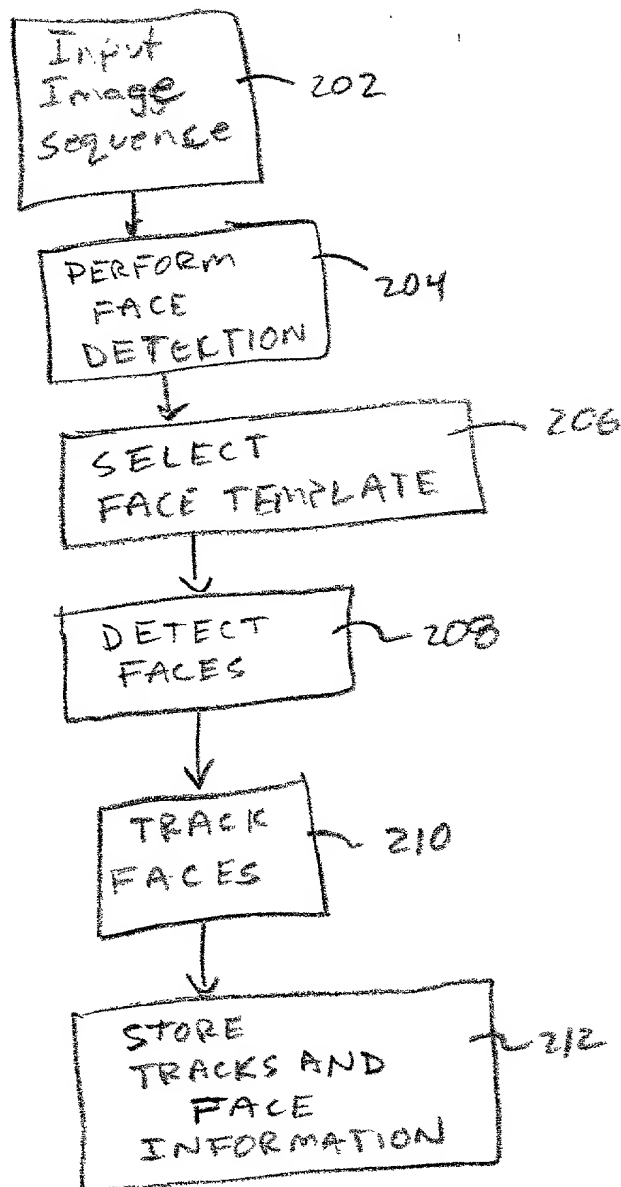 Input
Image
Sequence
202
PERFORM
FACE
DETECTION
204
SELECT
FACE TEMPLATE
206
DETECT
FACES
208
TRACK
FACES
210
STORE
TRACKS AND
FACE
INFORMATION
212